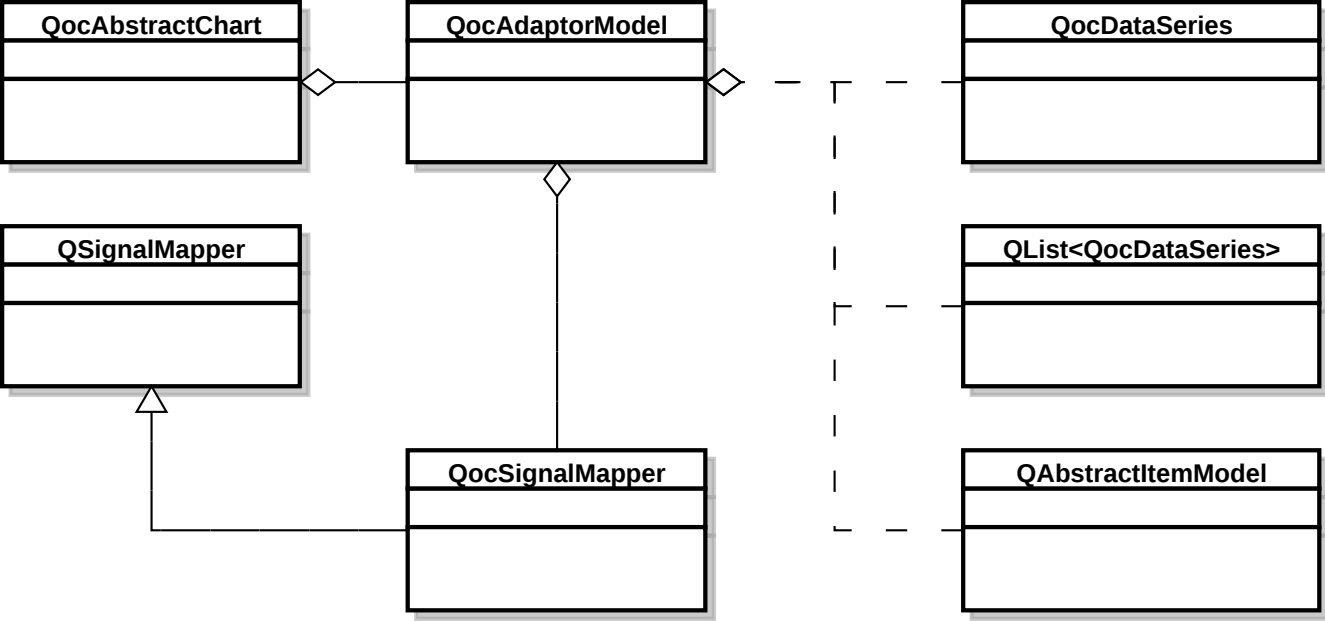 QocAbstractChart
QocAdaptorModel
QocDataSeries
QSignalMapper
QList<QocDataSeries>
QocSignalMapper
QAbstractItemModel